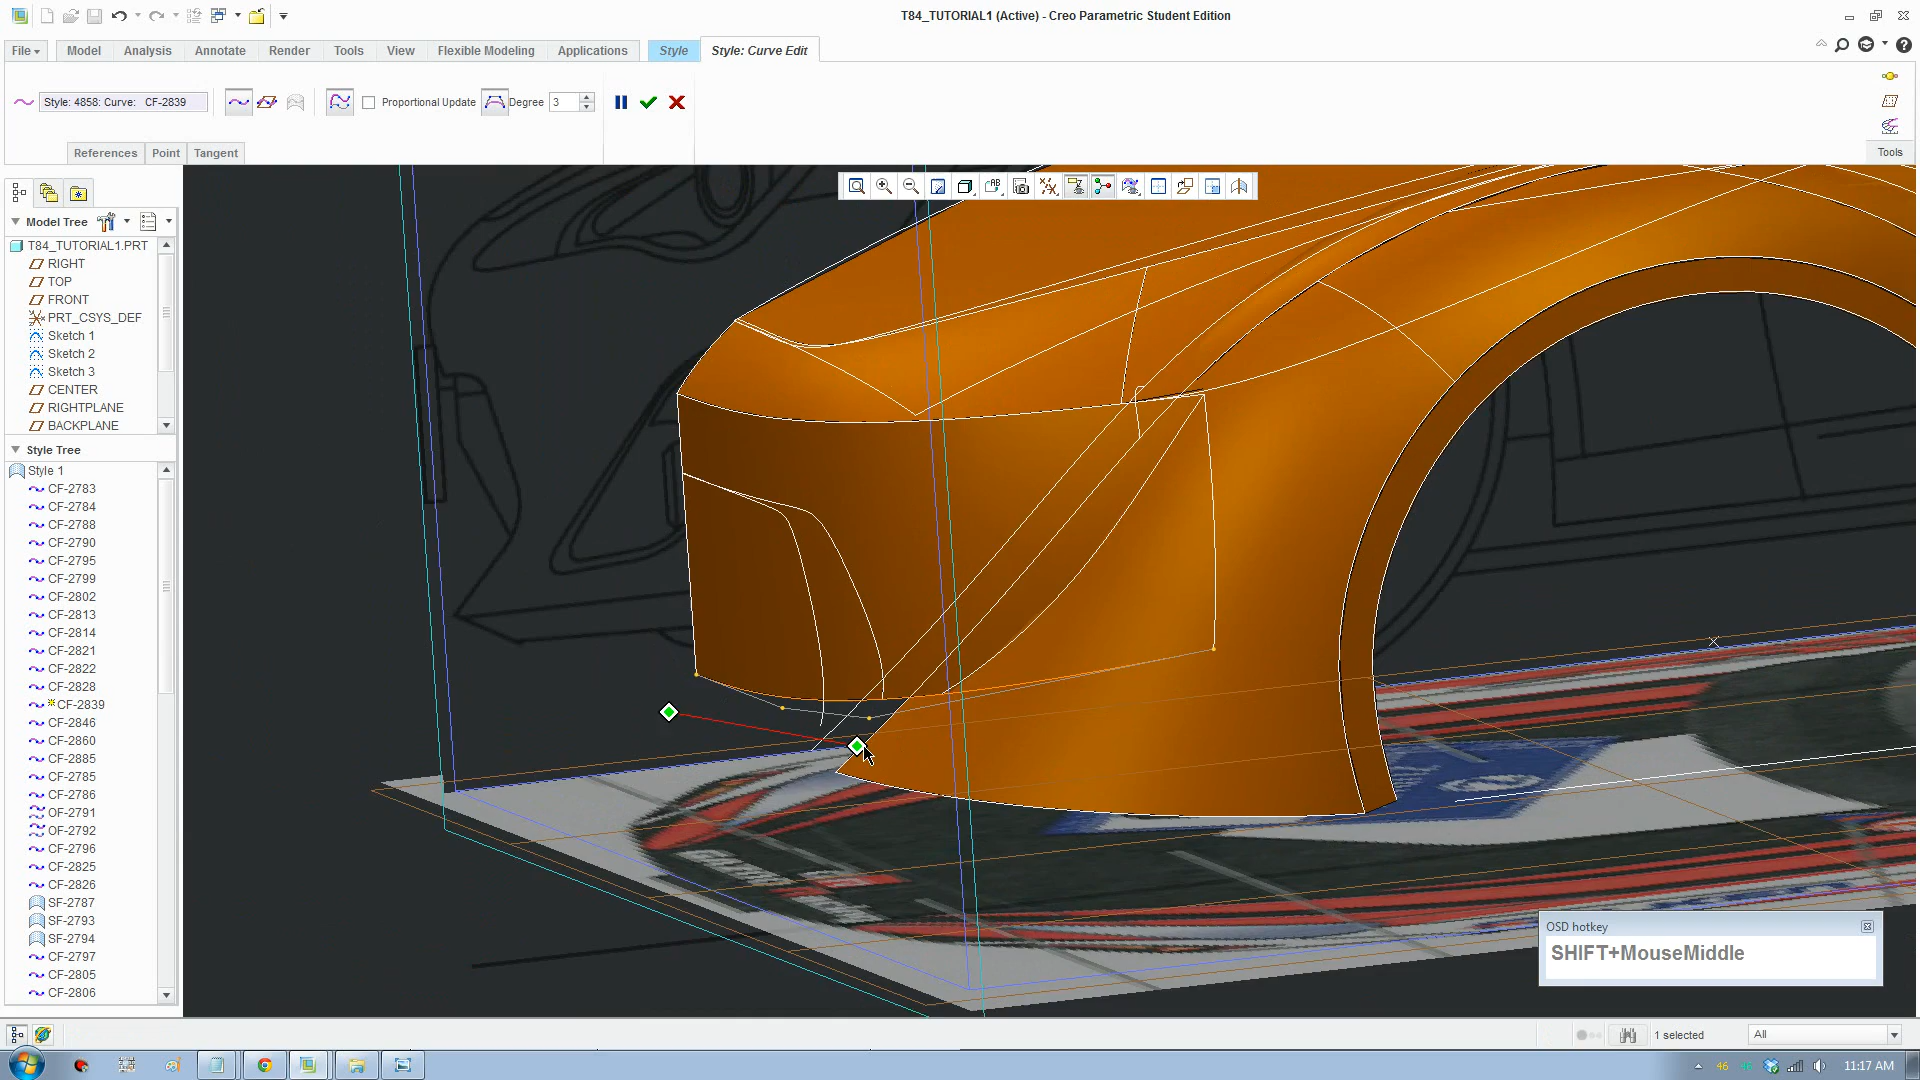 T84_TUTORIAL1 (Active) - Creo Parametric Student Edition
File
Model
Analysis
Annotate
Render
Tools
View
Flexible Modeling
Applications
Style
Style: Curve Edit
Style: 4858: Curve: CF-2839
Proportional Update
Degree
3
References
Point
Tangent
Tools
Model Tree
T84_TUTORIAL1.PRT
RIGHT
TOP
FRONT
PRT_CSYS_DEF
Sketch 1
Sketch 2
Sketch 3
CENTER
RIGHTPLANE
BACKPLANE
Style Tree
Style 1
CF-2783
CF-2784
CF-2788
CF-2790
CF-2795
CF-2799
CF-2802
CF-2813
CF-2814
CF-2821
CF-2822
CF-2828
CF-2839
CF-2846
CF-2860
CF-2885
CF-2785
CF-2786
OF-2791
OF-2792
CF-2796
CF-2825
CF-2826
SF-2787
SF-2793
SF-2794
CF-2797
CF-2805
CF-2806
OSD hotkey
SHIFT+MouseMiddle
1 selected
All
46
11:17 AM